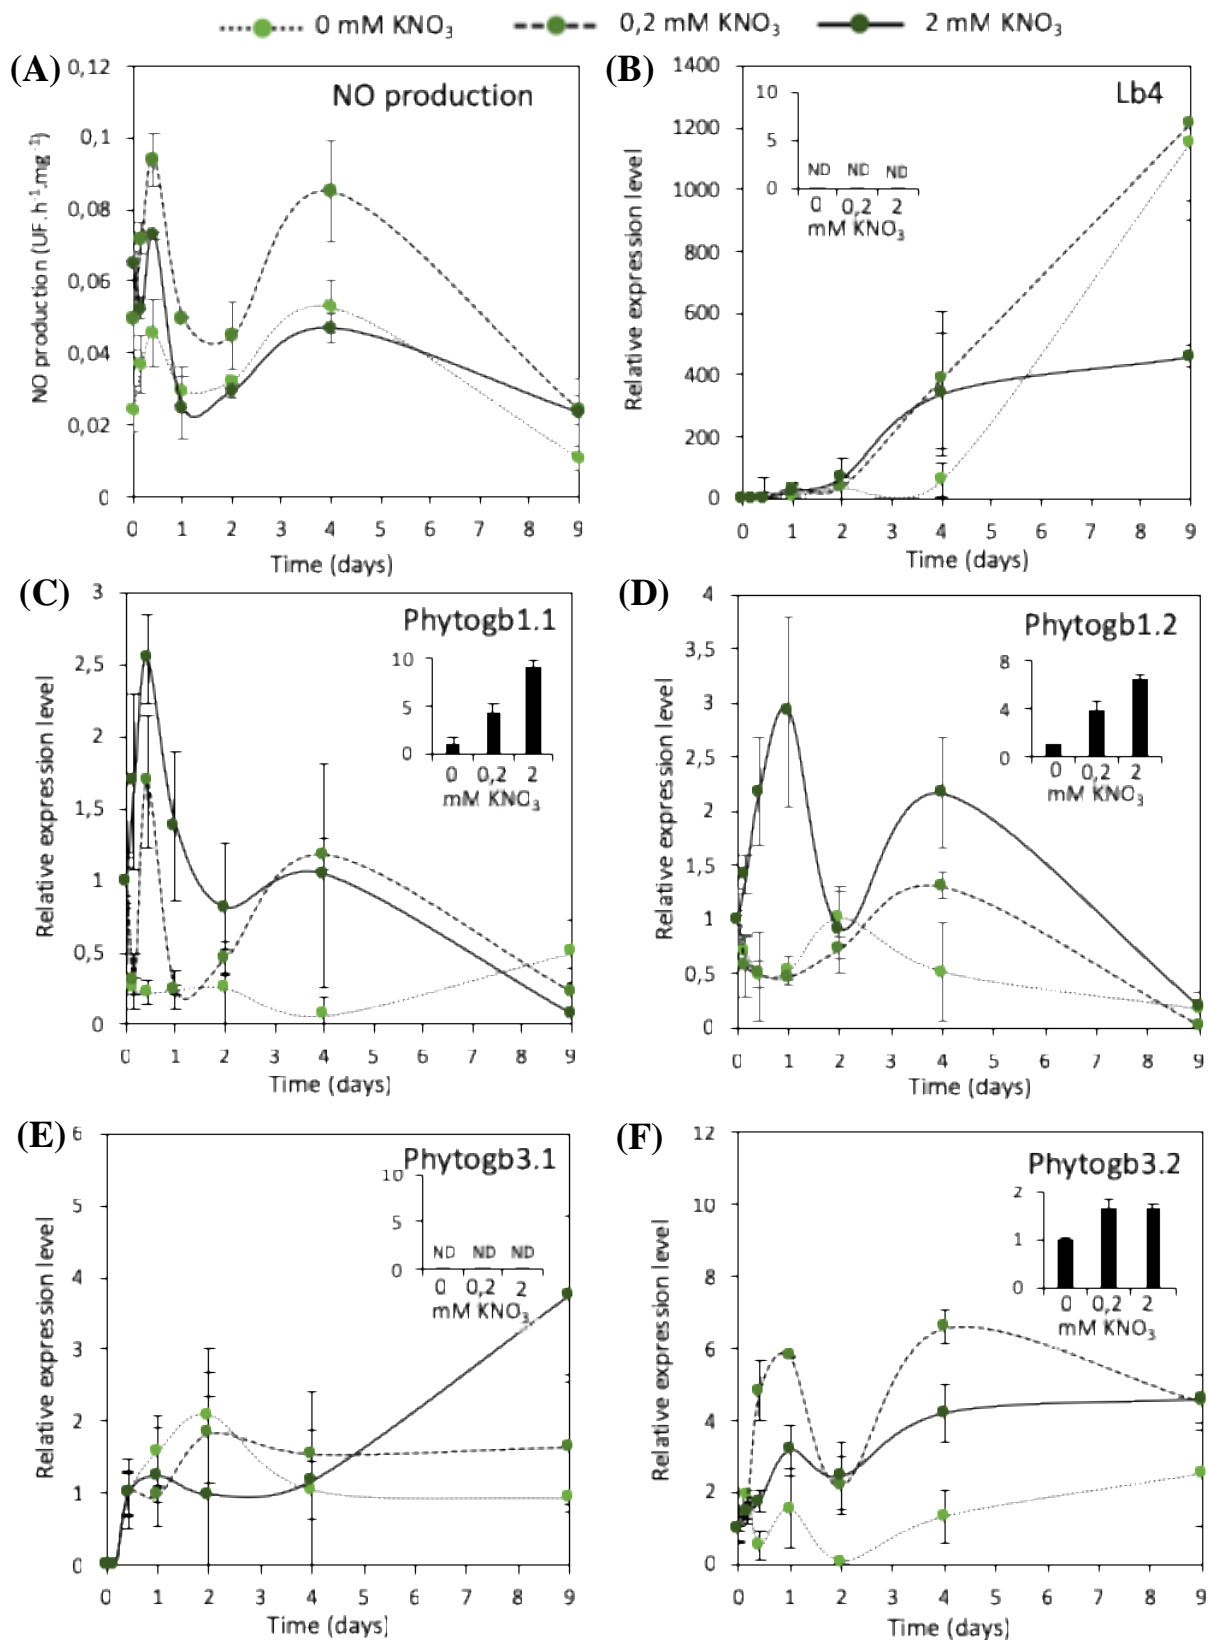 0 mM KNO₃ 0,2 mM KNO₃ 2 mM KNO₃
(A)
NO production
NO production (UF.h⁻¹.mg⁻¹)
0,12
0,1
0,08
0,06
0,04
0,02
0
0 1 2 3 4 5 6 7 8 9
Time (days)
(B)
Lb4
Relative expression level
1400
1200
1000
800
600
400
200
0
0 1 2 3 4 5 6 7 8 9
Time (days)
10
5
0
ND ND ND
0 0,2 2
mM KNO₃
(C)
Phytogb1.1
Relative expression level
3
2,5
2
1,5
1
0,5
0
0 1 2 3 4 5 6 7 8 9
Time (days)
10
5
0
0 0,2 2
mM KNO₃
(D)
Phytogb1.2
Relative expression level
4
3,5
3
2,5
2
1,5
1
0,5
0
0 1 2 3 4 5 6 7 8 9
Time (days)
8
4
0
0 0,2 2
mM KNO₃
(E)
Phytogb3.1
Relative expression level
6
5
4
3
2
1
0
0 1 2 3 4 5 6 7 8 9
Time (days)
10
5
0
ND ND ND
0 0,2 2
mM KNO₃
(F)
Phytogb3.2
Relative expression level
12
10
8
6
4
2
0
0 1 2 3 4 5 6 7 8 9
Time (days)
2
1
0
0 0,2 2
mM KNO₃